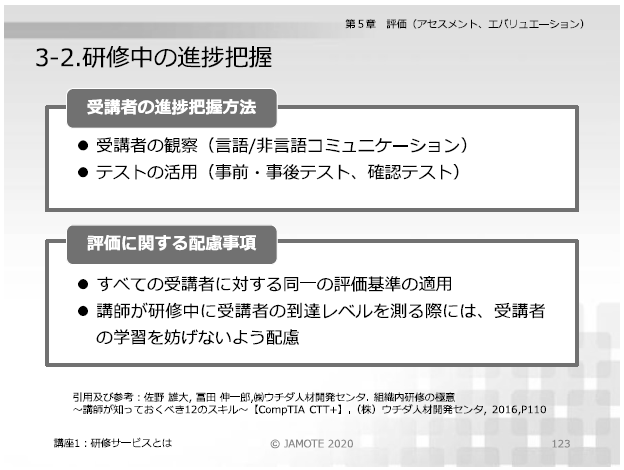 第５章　評価（アセスメント、エバリュエーション）
3-2.研修中の進捗把握
受講者の進捗把握方法
● 受講者の観察（言語/非言語コミュニケーション）
● テストの活用（事前・事後テスト、確認テスト）
評価に関する配慮事項
● すべての受講者に対する同一の評価基準の適用
● 講師が研修中に受講者の到達レベルを測る際には、受講者
の学習を妨げないよう配慮
引用及び参考：佐野 雄大, 冨田 伸一郎,㈱ウチダ人材開発センタ. 組織内研修の極意
～講師が知っておくべき12のスキル～【CompTIA CTT+】,（株）ウチダ人材開発センタ, 2016,P110
講座1：研修サービスとは
© JAMOTE 2020
123